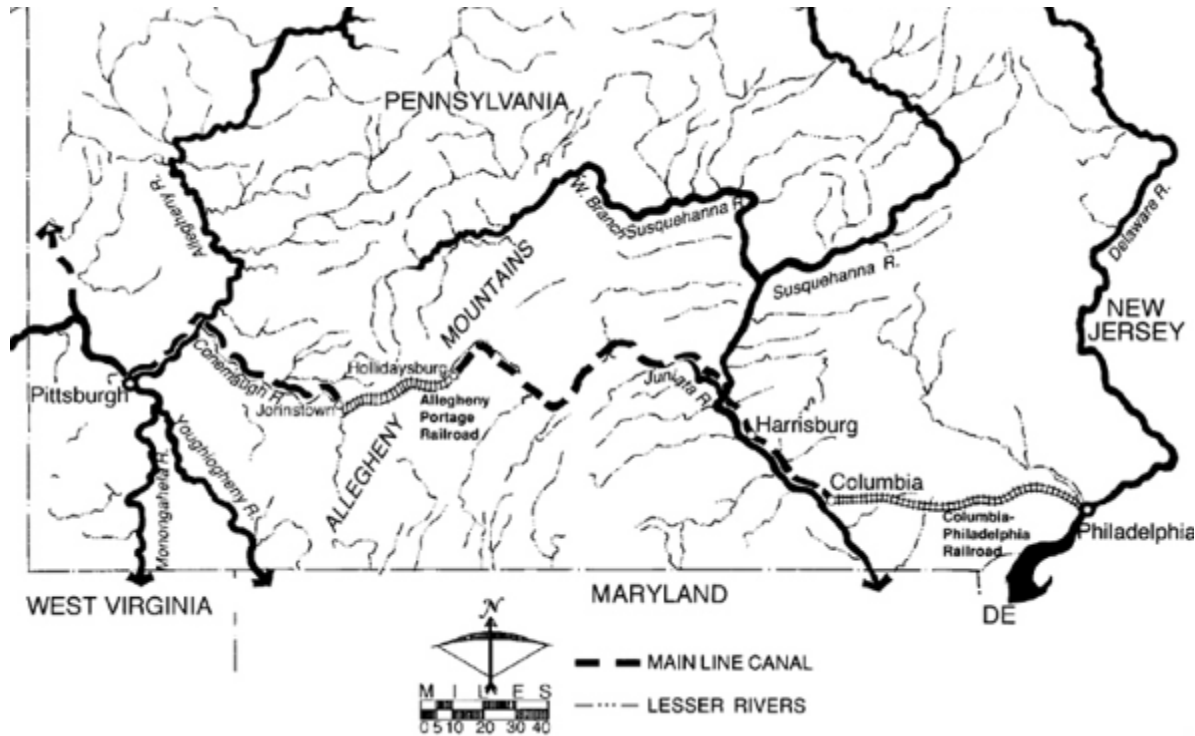 PENNSYLVANIA
Allegheny R.
W. Branch
Susquehanna R.
Delaware R.
MOUNTAINS
Susquehanna R.
NEW
JERSEY
Conemaugh R.
Hollidaysburg
Juniata R.
Pittsburgh
Johnstown
Allegheny
Portage
Railroad
Harrisburg
Youghiogheny R.
ALLEGHENY
Monongahela R.
Columbia
Columbia-
Philadelphia
Railroad
Philadelphia
WEST VIRGINIA
MARYLAND
DE
N
MAIN LINE CANAL
MILES
0 5 10 20 30 40
LESSER RIVERS